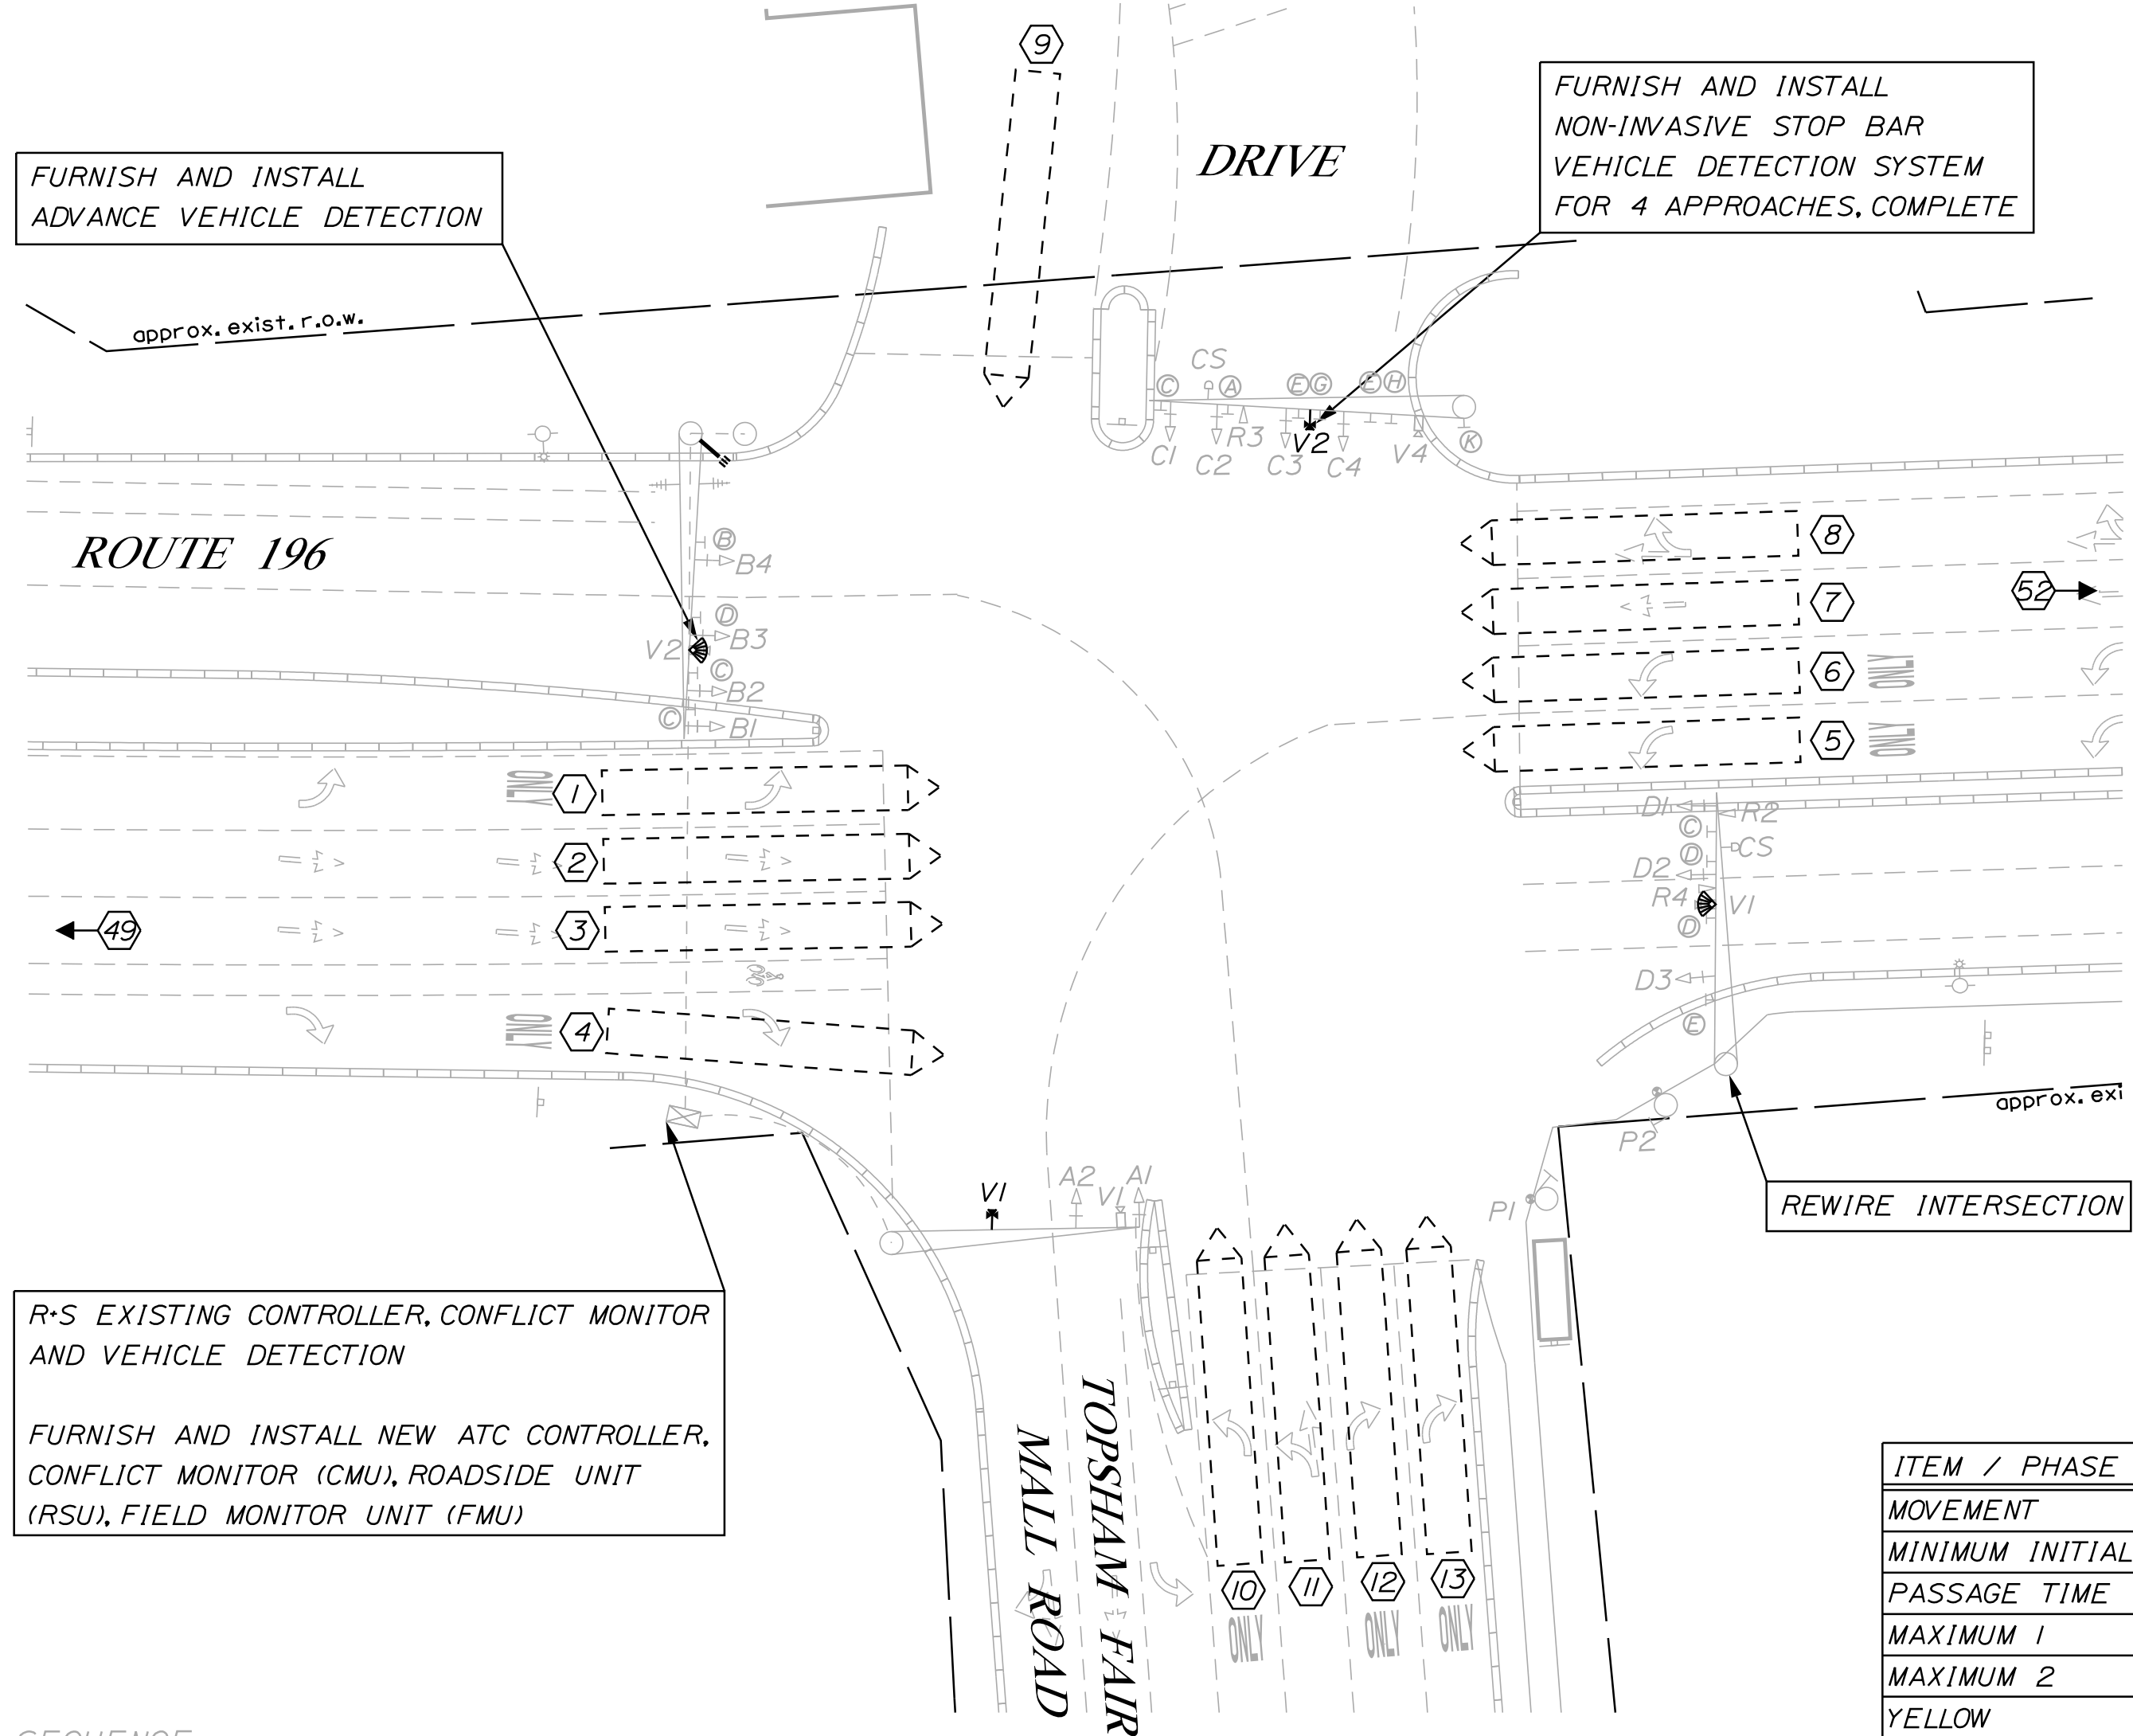 9
FURNISH AND INSTALL
NON-INVASIVE STOP BAR
VEHICLE DETECTION SYSTEM
FOR 4 APPROACHES, COMPLETE
DRIVE
FURNISH AND INSTALL
ADVANCE VEHICLE DETECTION
approx. exist. r.o.w.
CS
C A E G E H
C1 C2 R3 C3 V2 C4 V4 K
ROUTE 196
B
B4
D
B3
V2
C
B2
C
B1
8
7
52
6 ONLY
5 ONLY
ONLY 1
2
3
49
ONLY 4
D1 R2
C
CS
D
D2
R4 V1
D
D3
E
approx. exi
P2
P1
REWIRE INTERSECTION
V1 A2 V1 A1
R+S EXISTING CONTROLLER, CONFLICT MONITOR
AND VEHICLE DETECTION
FURNISH AND INSTALL NEW ATC CONTROLLER,
CONFLICT MONITOR (CMU), ROADSIDE UNIT
(RSU), FIELD MONITOR UNIT (FMU)
TOPSHAM FAIR
MALL ROAD
10 11 12 13
ONLY ONLY ONLY
ITEM / PHASE
MOVEMENT
MINIMUM INITIAL
PASSAGE TIME
MAXIMUM 1
MAXIMUM 2
YELLOW
SEQUENCE